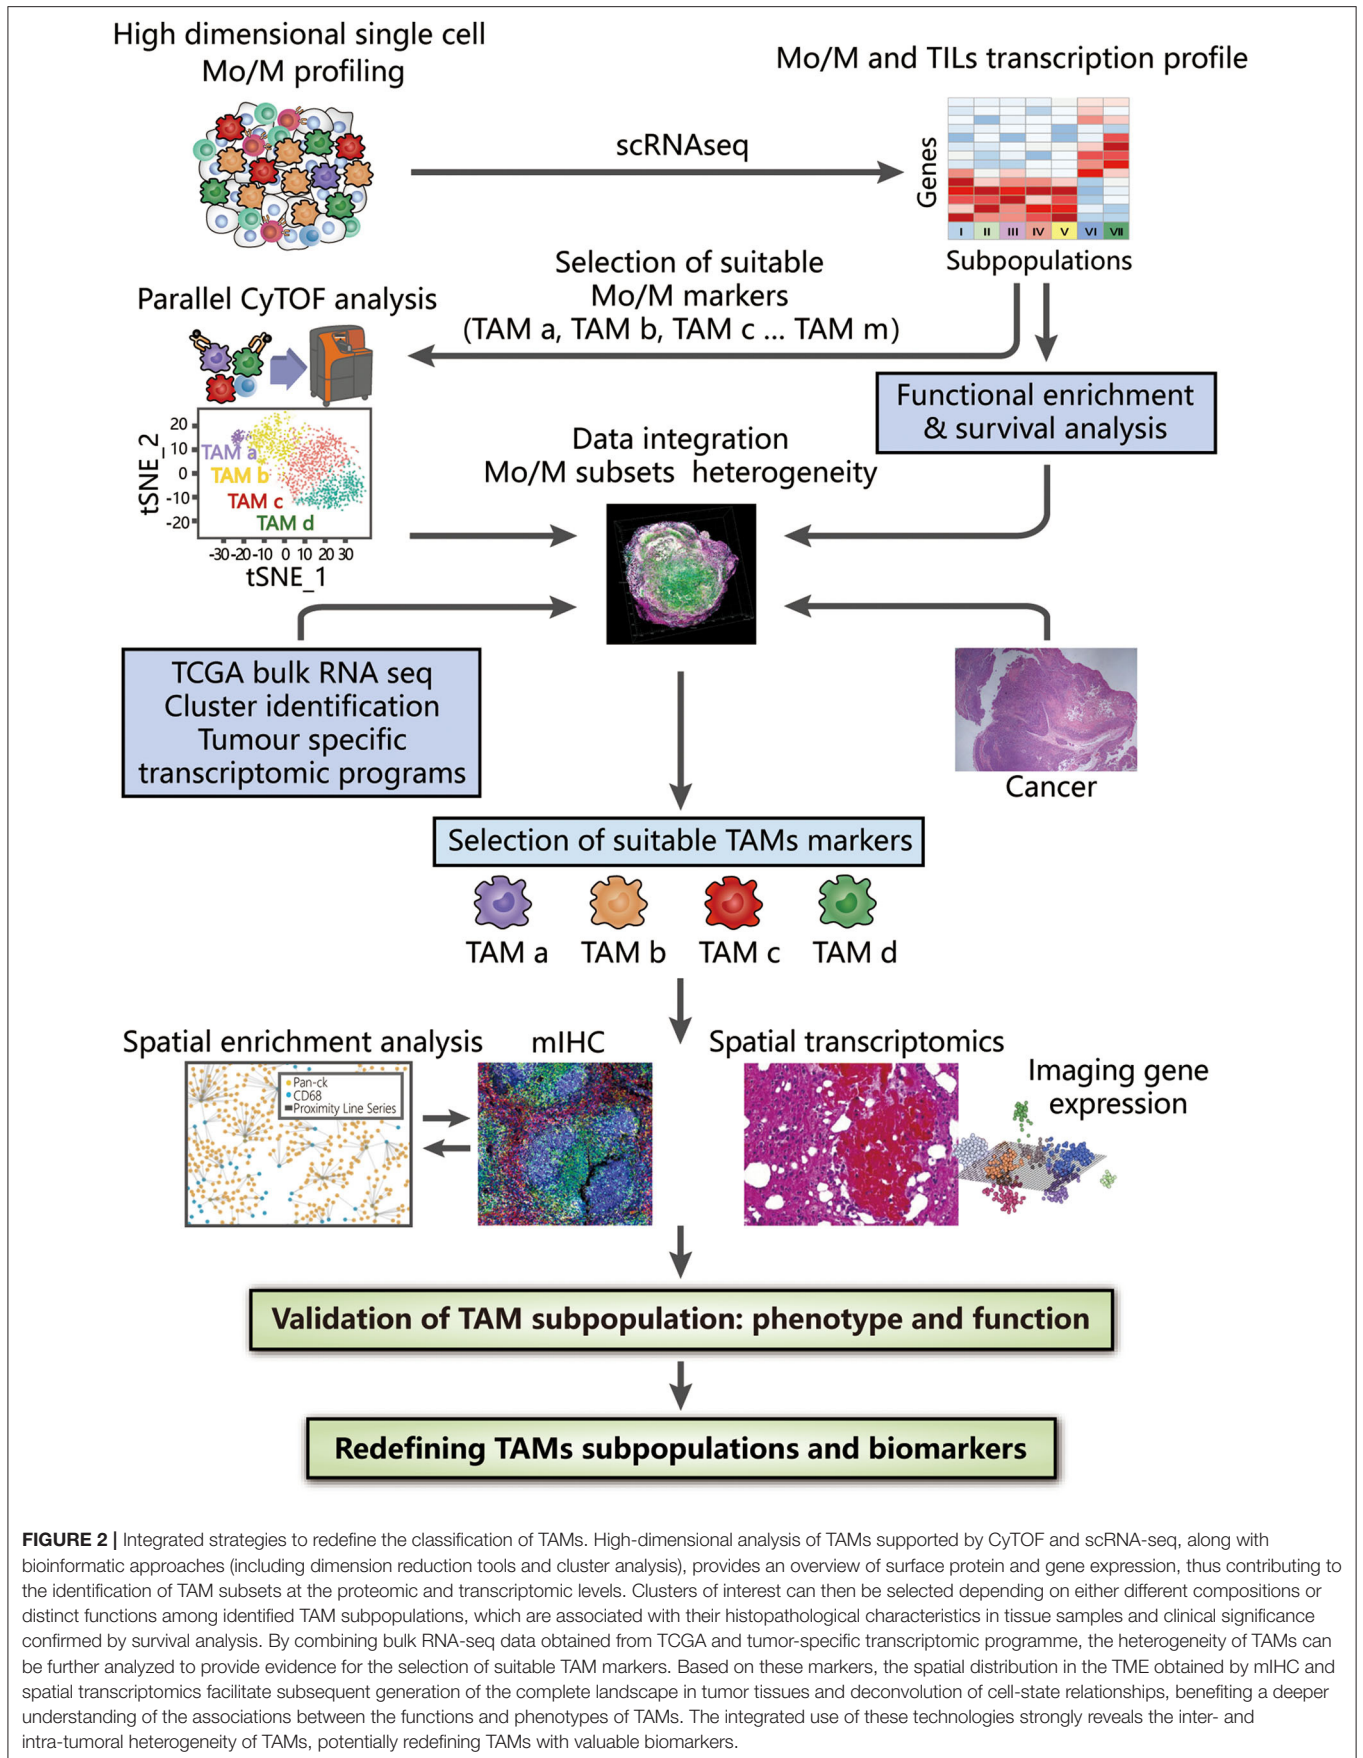 High dimensional single cell
Mo/M profiling
Mo/M and TILs transcription profile
scRNAseq
Genes
I II III IV V VI VII
Subpopulations
Selection of suitable
Mo/M markers
(TAM a, TAM b, TAM c ... TAM m)
Parallel CyTOF analysis
Functional enrichment
& survival analysis
tSNE_2
20
10
0
-10
-20
TAM a
TAM b
TAM c
TAM d
-30 -20 -10 0 10 20 30
tSNE_1
Data integration
Mo/M subsets heterogeneity
TCGA bulk RNA seq
Cluster identification
Tumour specific
transcriptomic programs
Cancer
Selection of suitable TAMs markers
TAM a TAM b TAM c TAM d
Spatial enrichment analysis
Pan-ck
CD68
Proximity Line Series
mIHC
Spatial transcriptomics
Imaging gene
expression
Validation of TAM subpopulation: phenotype and function
Redefining TAMs subpopulations and biomarkers
FIGURE 2 | Integrated strategies to redefine the classification of TAMs. High-dimensional analysis of TAMs supported by CyTOF and scRNA-seq, along with
bioinformatic approaches (including dimension reduction tools and cluster analysis), provides an overview of surface protein and gene expression, thus contributing to
the identification of TAM subsets at the proteomic and transcriptomic levels. Clusters of interest can then be selected depending on either different compositions or
distinct functions among identified TAM subpopulations, which are associated with their histopathological characteristics in tissue samples and clinical significance
confirmed by survival analysis. By combining bulk RNA-seq data obtained from TCGA and tumor-specific transcriptomic programme, the heterogeneity of TAMs can
be further analyzed to provide evidence for the selection of suitable TAM markers. Based on these markers, the spatial distribution in the TME obtained by mIHC and
spatial transcriptomics facilitate subsequent generation of the complete landscape in tumor tissues and deconvolution of cell-state relationships, benefiting a deeper
understanding of the associations between the functions and phenotypes of TAMs. The integrated use of these technologies strongly reveals the inter- and
intra-tumoral heterogeneity of TAMs, potentially redefining TAMs with valuable biomarkers.